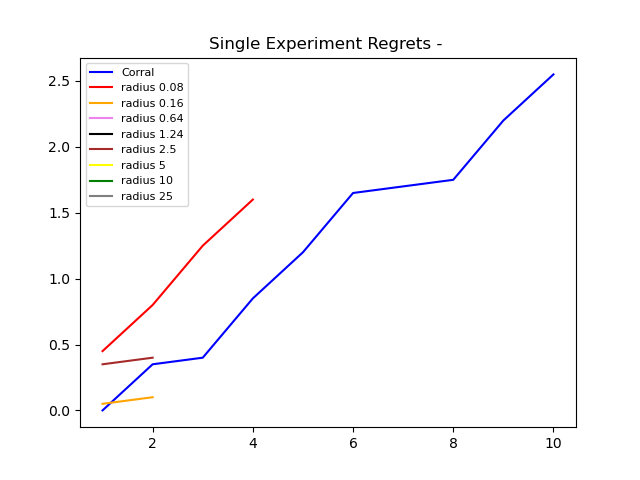 Single Experiment Regrets -
Corral
radius 0.08
radius 0.16
radius 0.64
radius 1.24
radius 2.5
radius 5
radius 10
radius 25
2.5
2.0
1.5
1.0
0.5
0.0
2 4 6 8 10